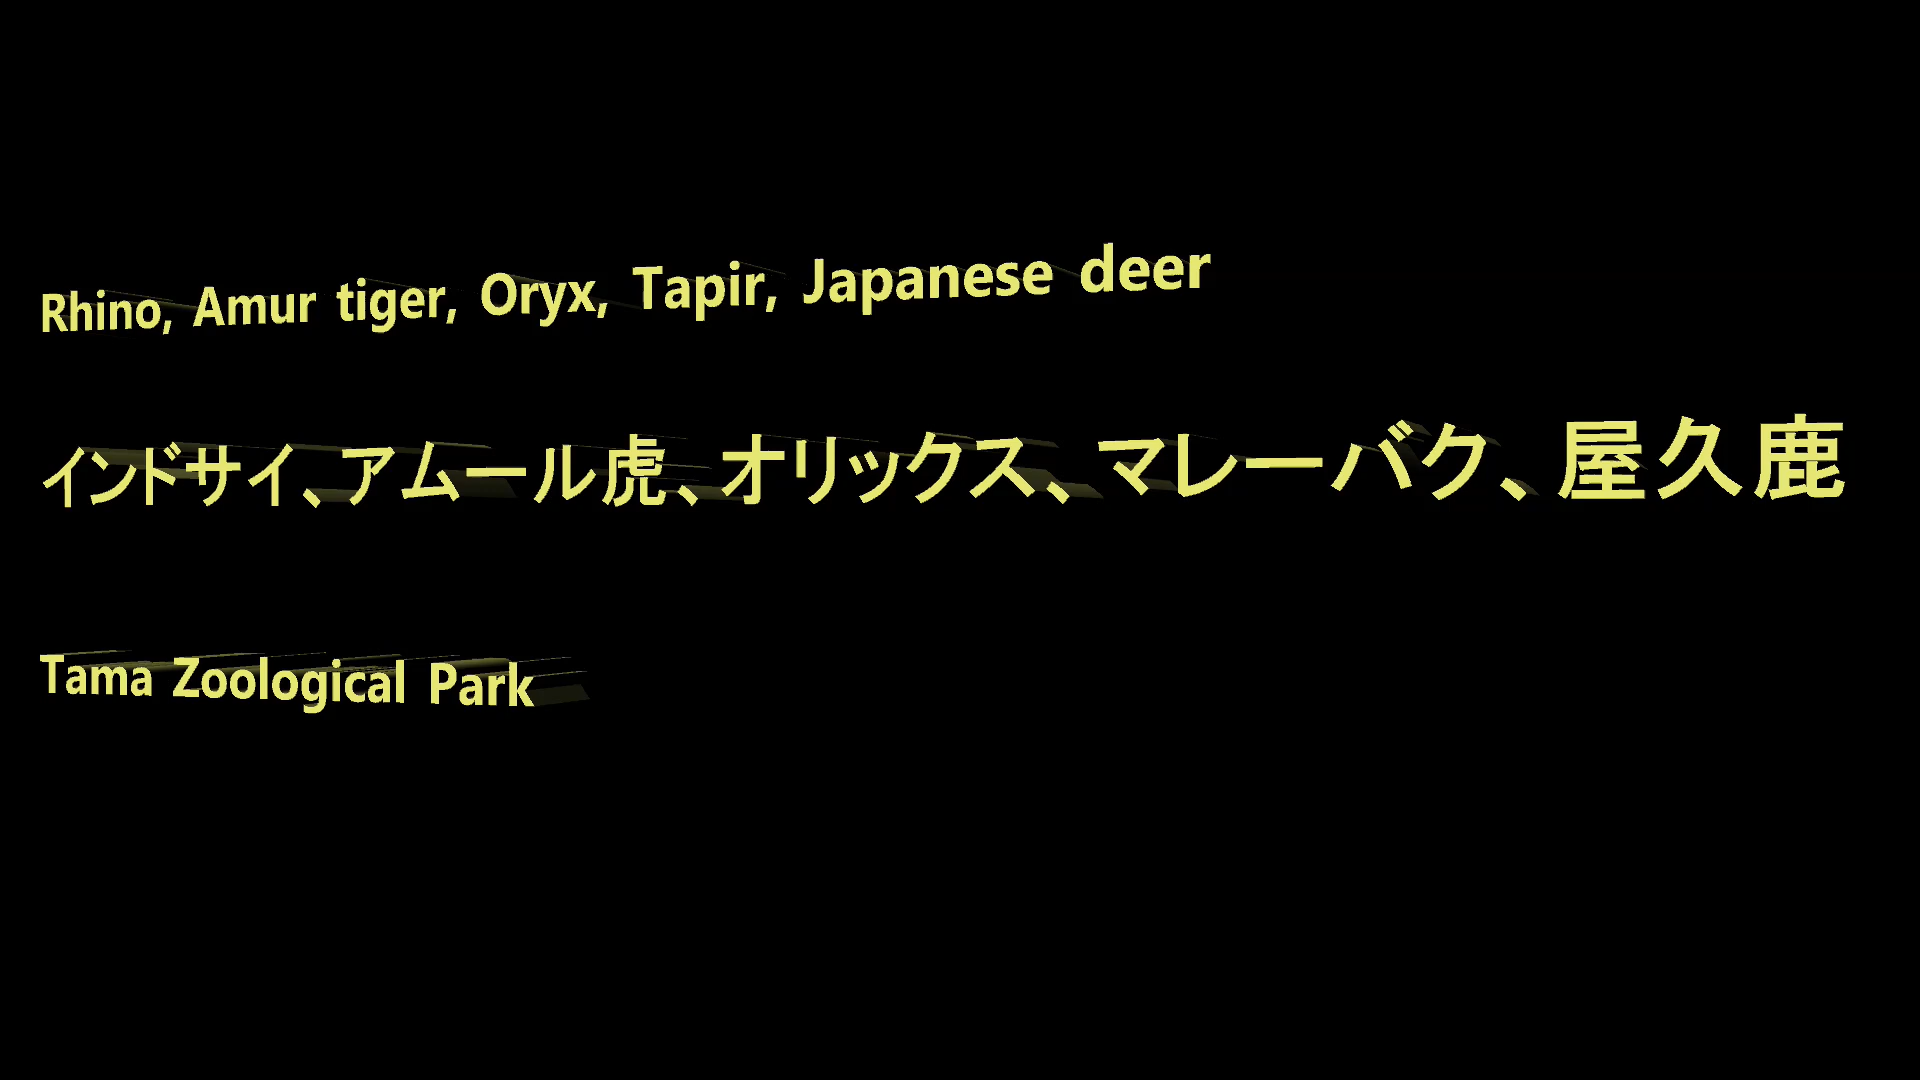 Rhino, Amur tiger, Oryx, Tapir, Japanese deer
インドサイ、アムール虎、オリックス、マレーバク、屋久鹿
Tama Zoological Park